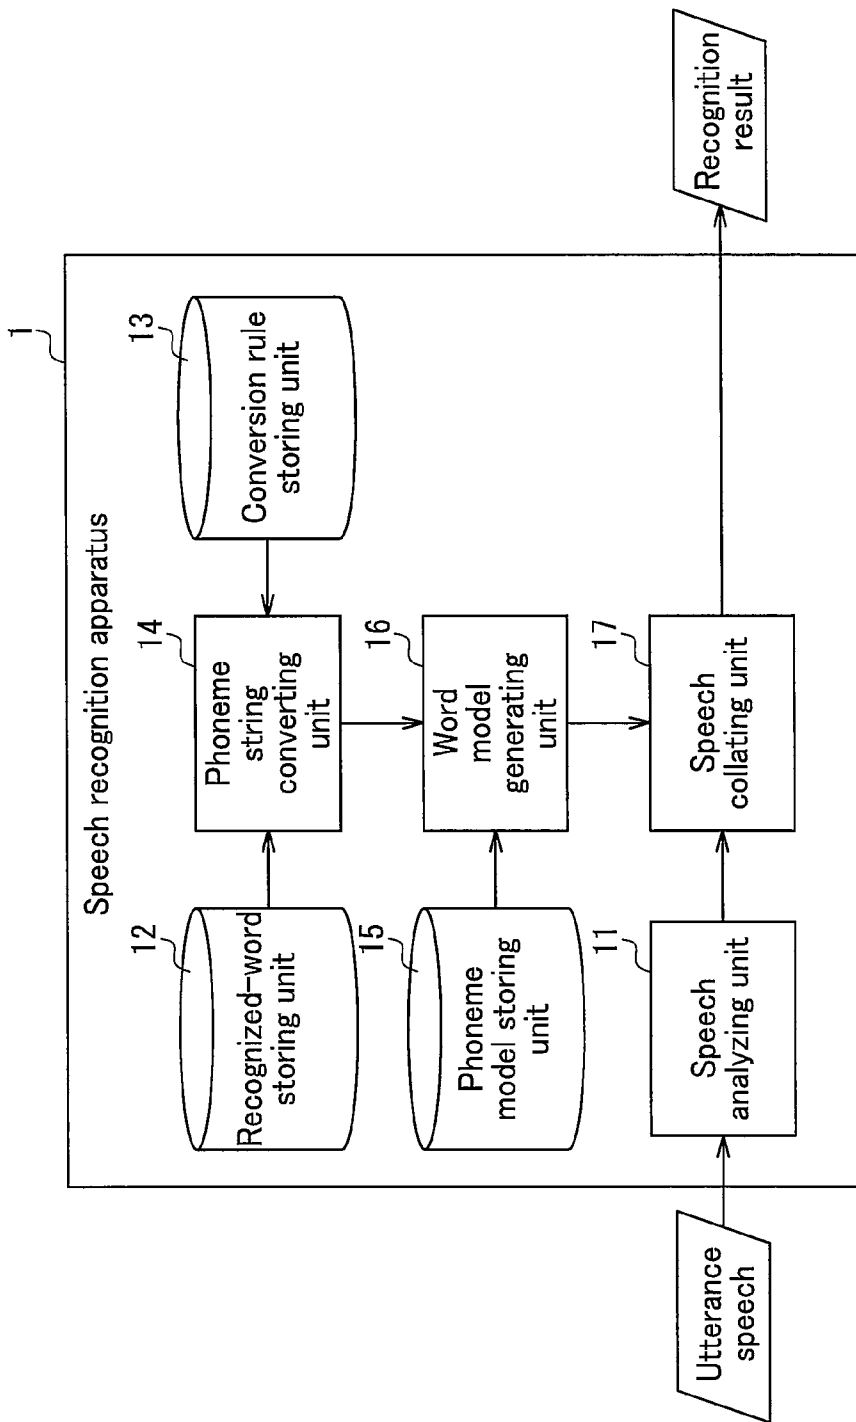 1
Speech recognition apparatus
12
Recognized-word
storing unit
14
Phoneme
string
converting
unit
13
Conversion rule
storing unit
15
Phoneme
model storing
unit
16
Word
model
generating
unit
Utterance
speech
11
Speech
analyzing unit
17
Speech
collating unit
Recognition
result